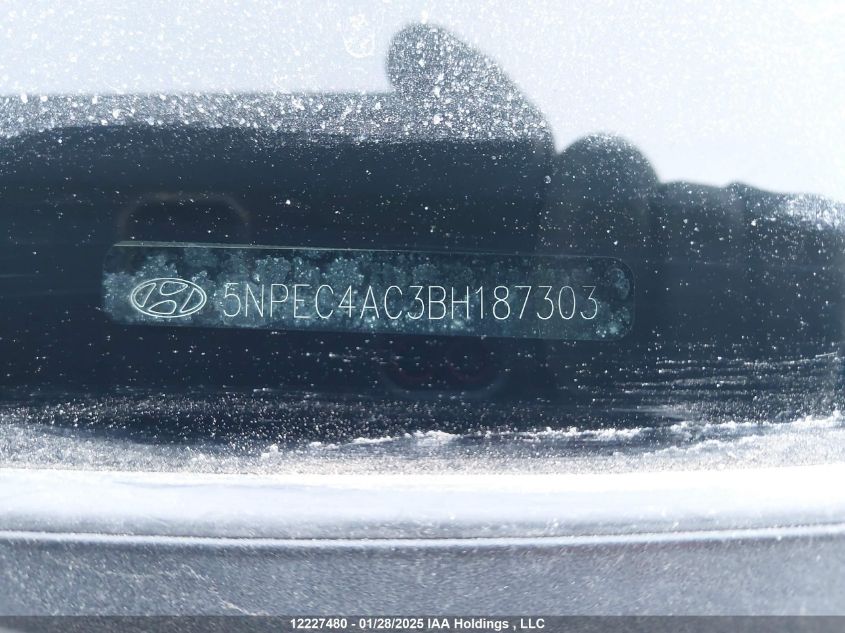 5NPEC4AC3BH187303
12227480 - 01/28/2025 IAA Holdings , LLC